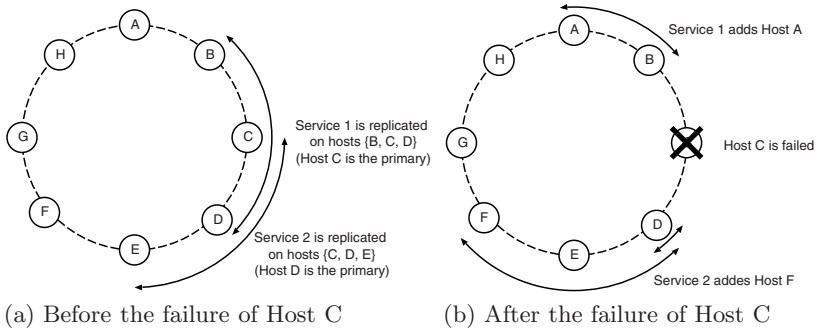 A
B
C
D
E
F
G
H
Service 1 is replicated
on hosts {B, C, D}
(Host C is the primary)
Service 2 is replicated
on hosts {C, D, E}
(Host D is the primary)
(a) Before the failure of Host C
A
B
D
E
F
G
H
Service 1 adds Host A
Host C is failed
Service 2 addes Host F
(b) After the failure of Host C